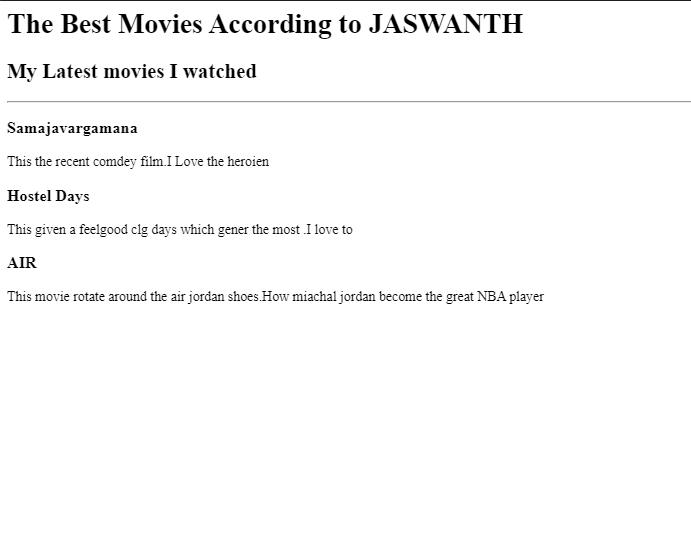 The Best Movies According to JASWANTH
My Latest movies I watched
Samajavargamana
This the recent comdey film.I Love the heroien
Hostel Days
This given a feelgood clg days which gener the most .I love to
AIR
This movie rotate around the air jordan shoes.How miachal jordan become the great NBA player